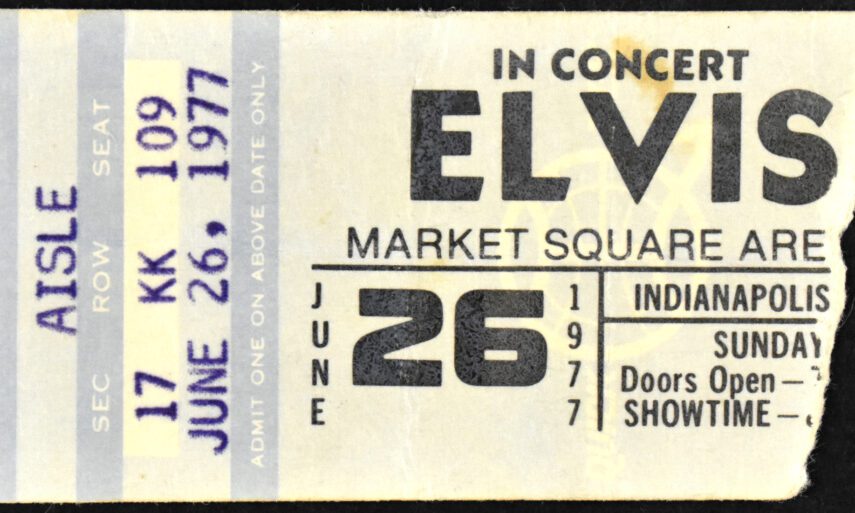 AISLE
SEC ROW SEAT
17 KK 109
JUNE 26, 1977
ADMIT ONE ON ABOVE DATE ONLY
IN CONCERT
ELVIS
MARKET SQUARE ARE
JUNE 26 1977
INDIANAPOLIS
SUNDAY
Doors Open —
SHOWTIME —